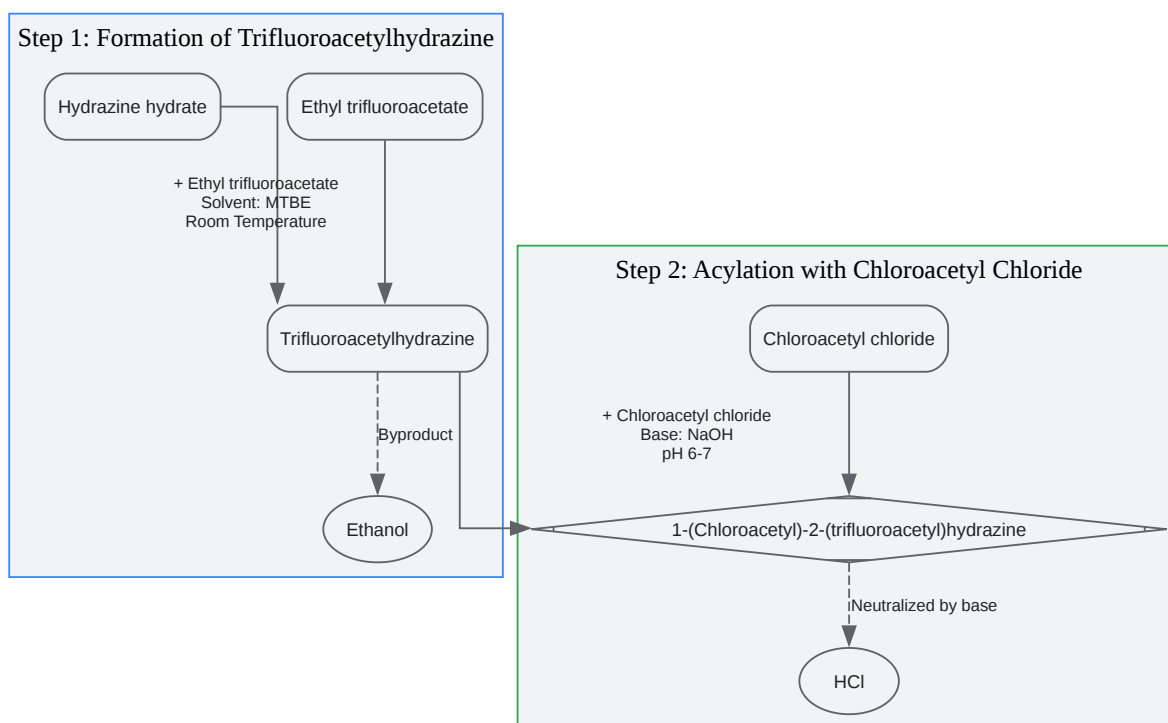 Step 1: Formation of Trifluoroacetylhydrazine
Hydrazine hydrate
Ethyl trifluoroacetate
+ Ethyl trifluoroacetate
Solvent: MTBE
Room Temperature
Trifluoroacetylhydrazine
Byproduct
Ethanol
Step 2: Acylation with Chloroacetyl Chloride
Chloroacetyl chloride
+ Chloroacetyl chloride
Base: NaOH
pH 6-7
1-(Chloroacetyl)-2-(trifluoroacetyl)hydrazine
Neutralized by base
HCl